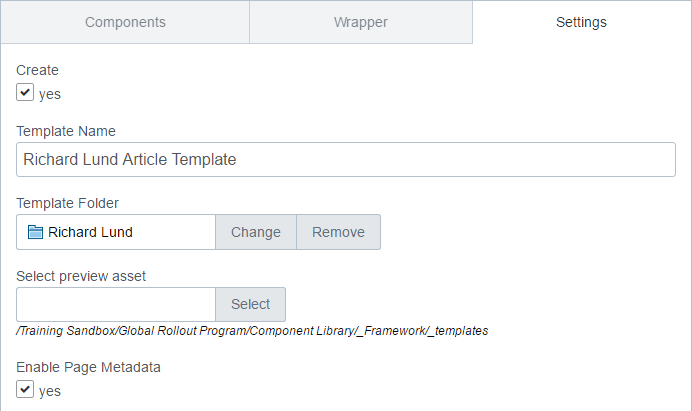 Components Wrapper Settings
Create
yes
Template Name
Richard Lund Article Template
Template Folder
Richard Lund Change Remove
Select preview asset
Select
/Training Sandbox/Global Rollout Program/Component Library/_Framework/_templates
Enable Page Metadata
yes